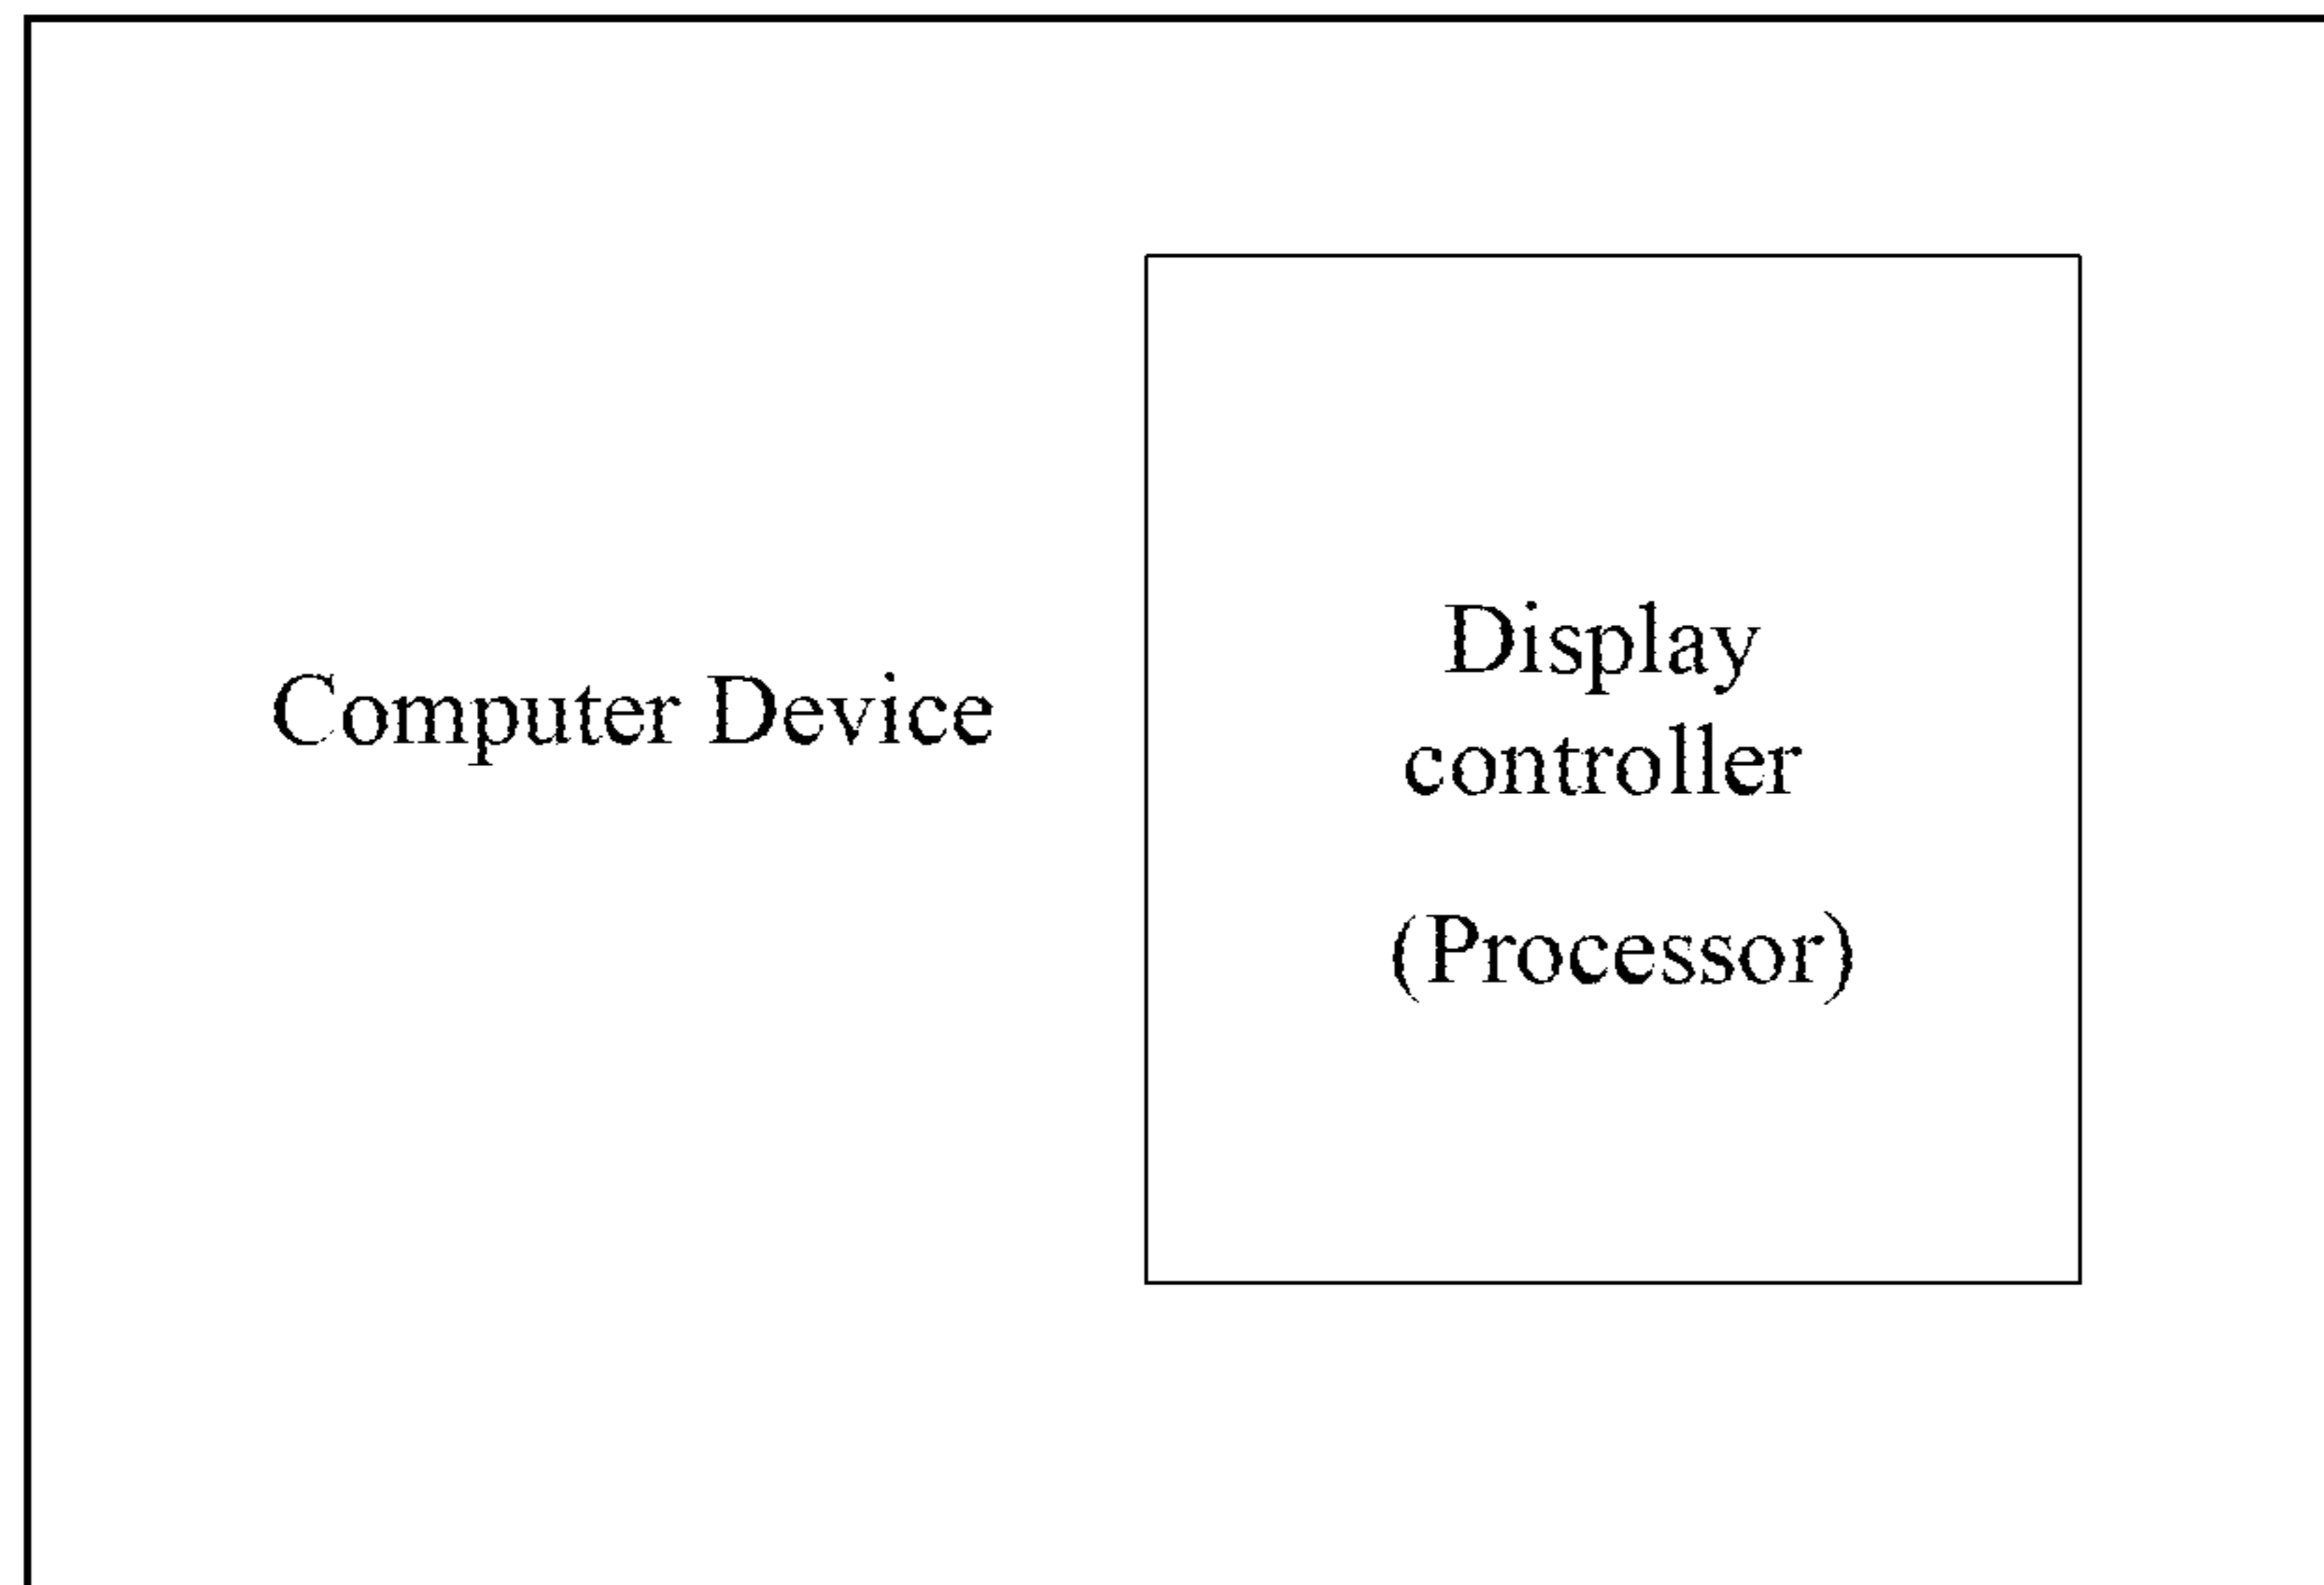 Computer Device
Display
controller
(Processor)